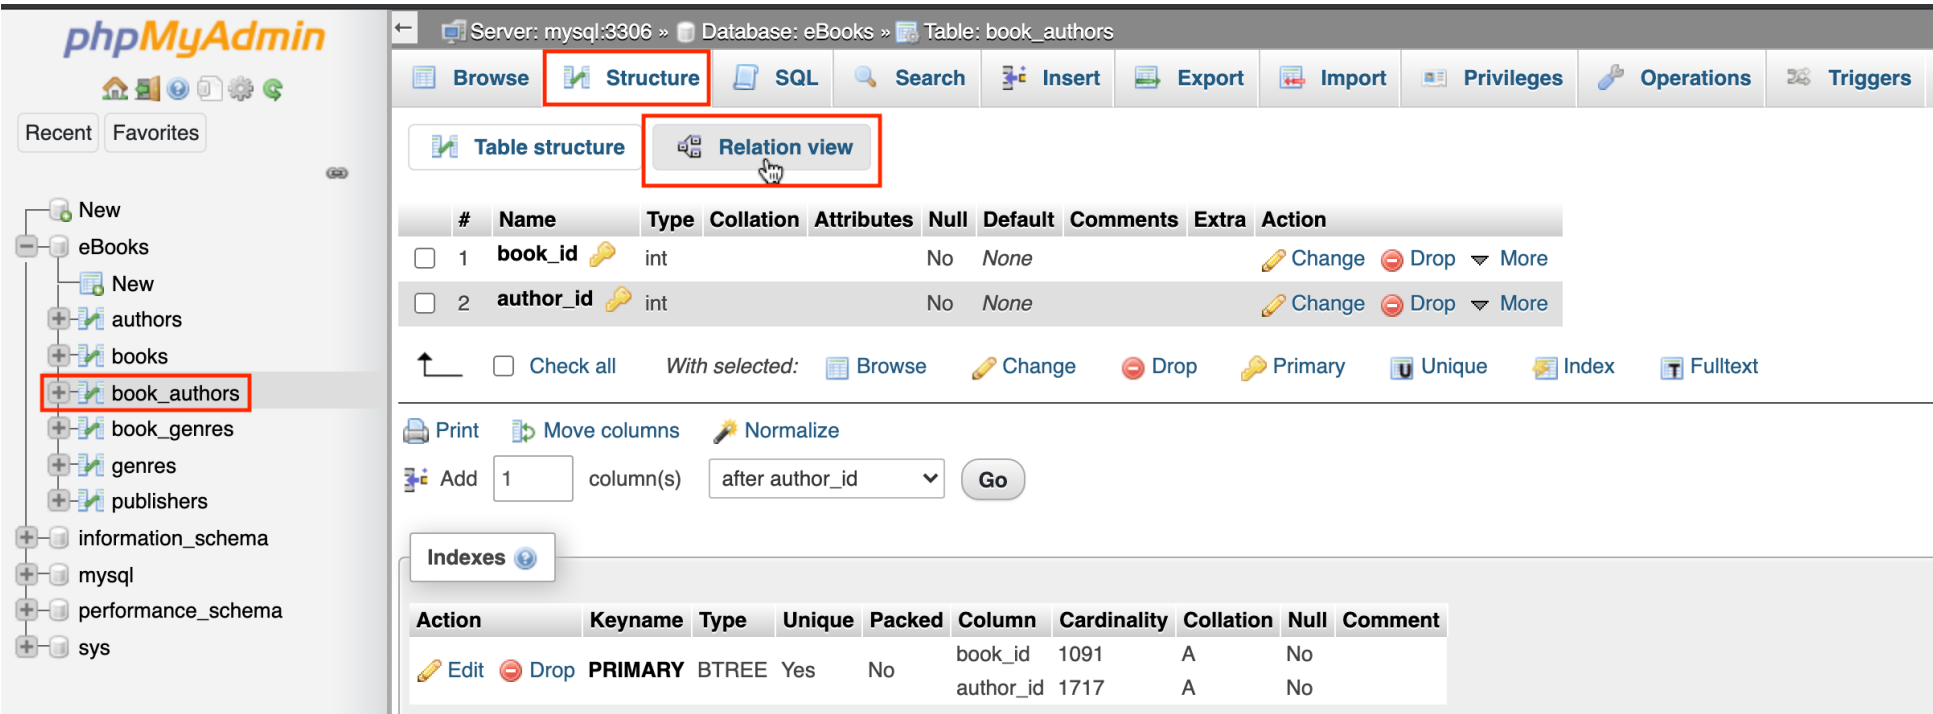 phpMyAdmin
Recent Favorites
New
eBooks
New
authors
books
book_authors
book_genres
genres
publishers
information_schema
mysql
performance_schema
sys
Server: mysql:3306 » Database: eBooks » Table: book_authors
Browse Structure SQL Search Insert Export Import Privileges Operations Triggers
Table structure Relation view
# Name Type Collation Attributes Null Default Comments Extra Action
1 book_id int No None Change Drop More
2 author_id int No None Change Drop More
Check all With selected: Browse Change Drop Primary Unique Index Fulltext
Print Move columns Normalize
Add 1 column(s) after author_id Go
Indexes
Action Keyname Type Unique Packed Column Cardinality Collation Null Comment
Edit Drop PRIMARY BTREE Yes No book_id 1091 A No
author_id 1717 A No